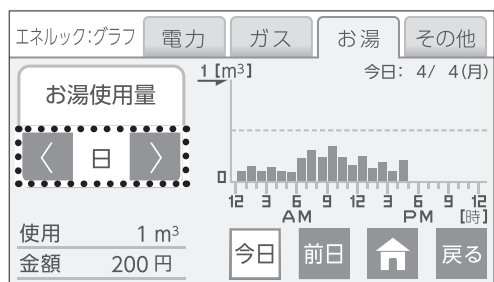 エネルック:グラフ 電力 ガス お湯 その他
お湯使用量
1 [m³] 今日: 4/ 4(月)
〈 日 〉
0
12 3 6 9 12 3 6 9 12
AM PM [時]
使用 1 m³
金額 200 円
今日 前日 戻る